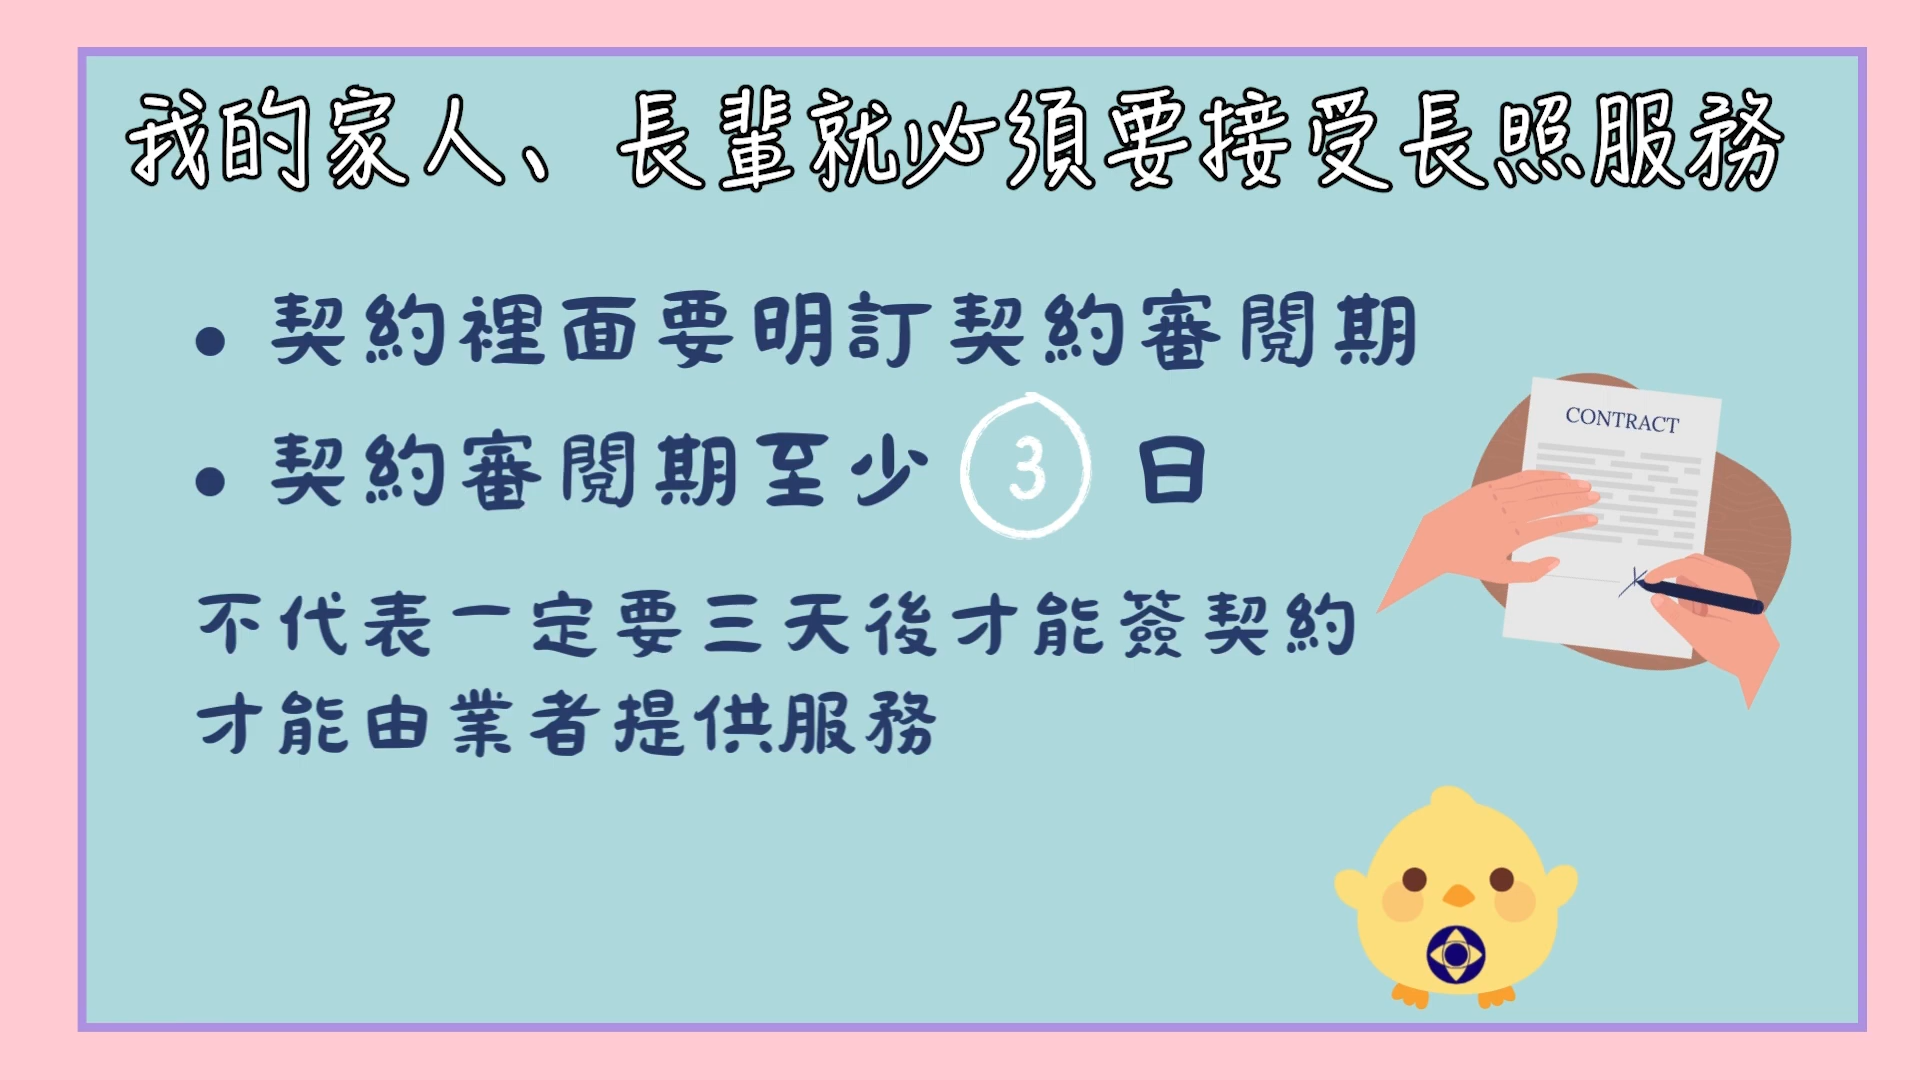 我的家人、長輩就必須要接受長照服務
• 契約裡面要明訂契約審閱期
• 契約審閱期至少 3 日
CONTRACT
不代表一定要三天後才能簽契約
才能由業者提供服務